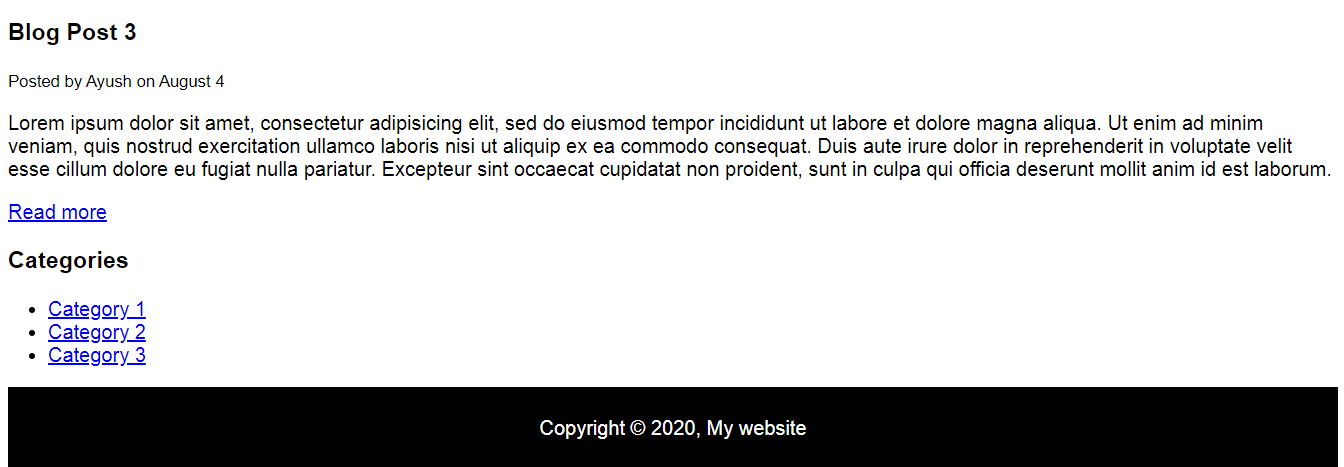 Blog Post 3
Posted by Ayush on August 4
Lorem ipsum dolor sit amet, consectetur adipisicing elit, sed do eiusmod tempor incididunt ut labore et dolore magna aliqua. Ut enim ad minim
veniam, quis nostrud exercitation ullamco laboris nisi ut aliquip ex ea commodo consequat. Duis aute irure dolor in reprehenderit in voluptate velit
esse cillum dolore eu fugiat nulla pariatur. Excepteur sint occaecat cupidatat non proident, sunt in culpa qui officia deserunt mollit anim id est laborum.
Read more
Categories
• Category 1
• Category 2
• Category 3
Copyright © 2020, My website